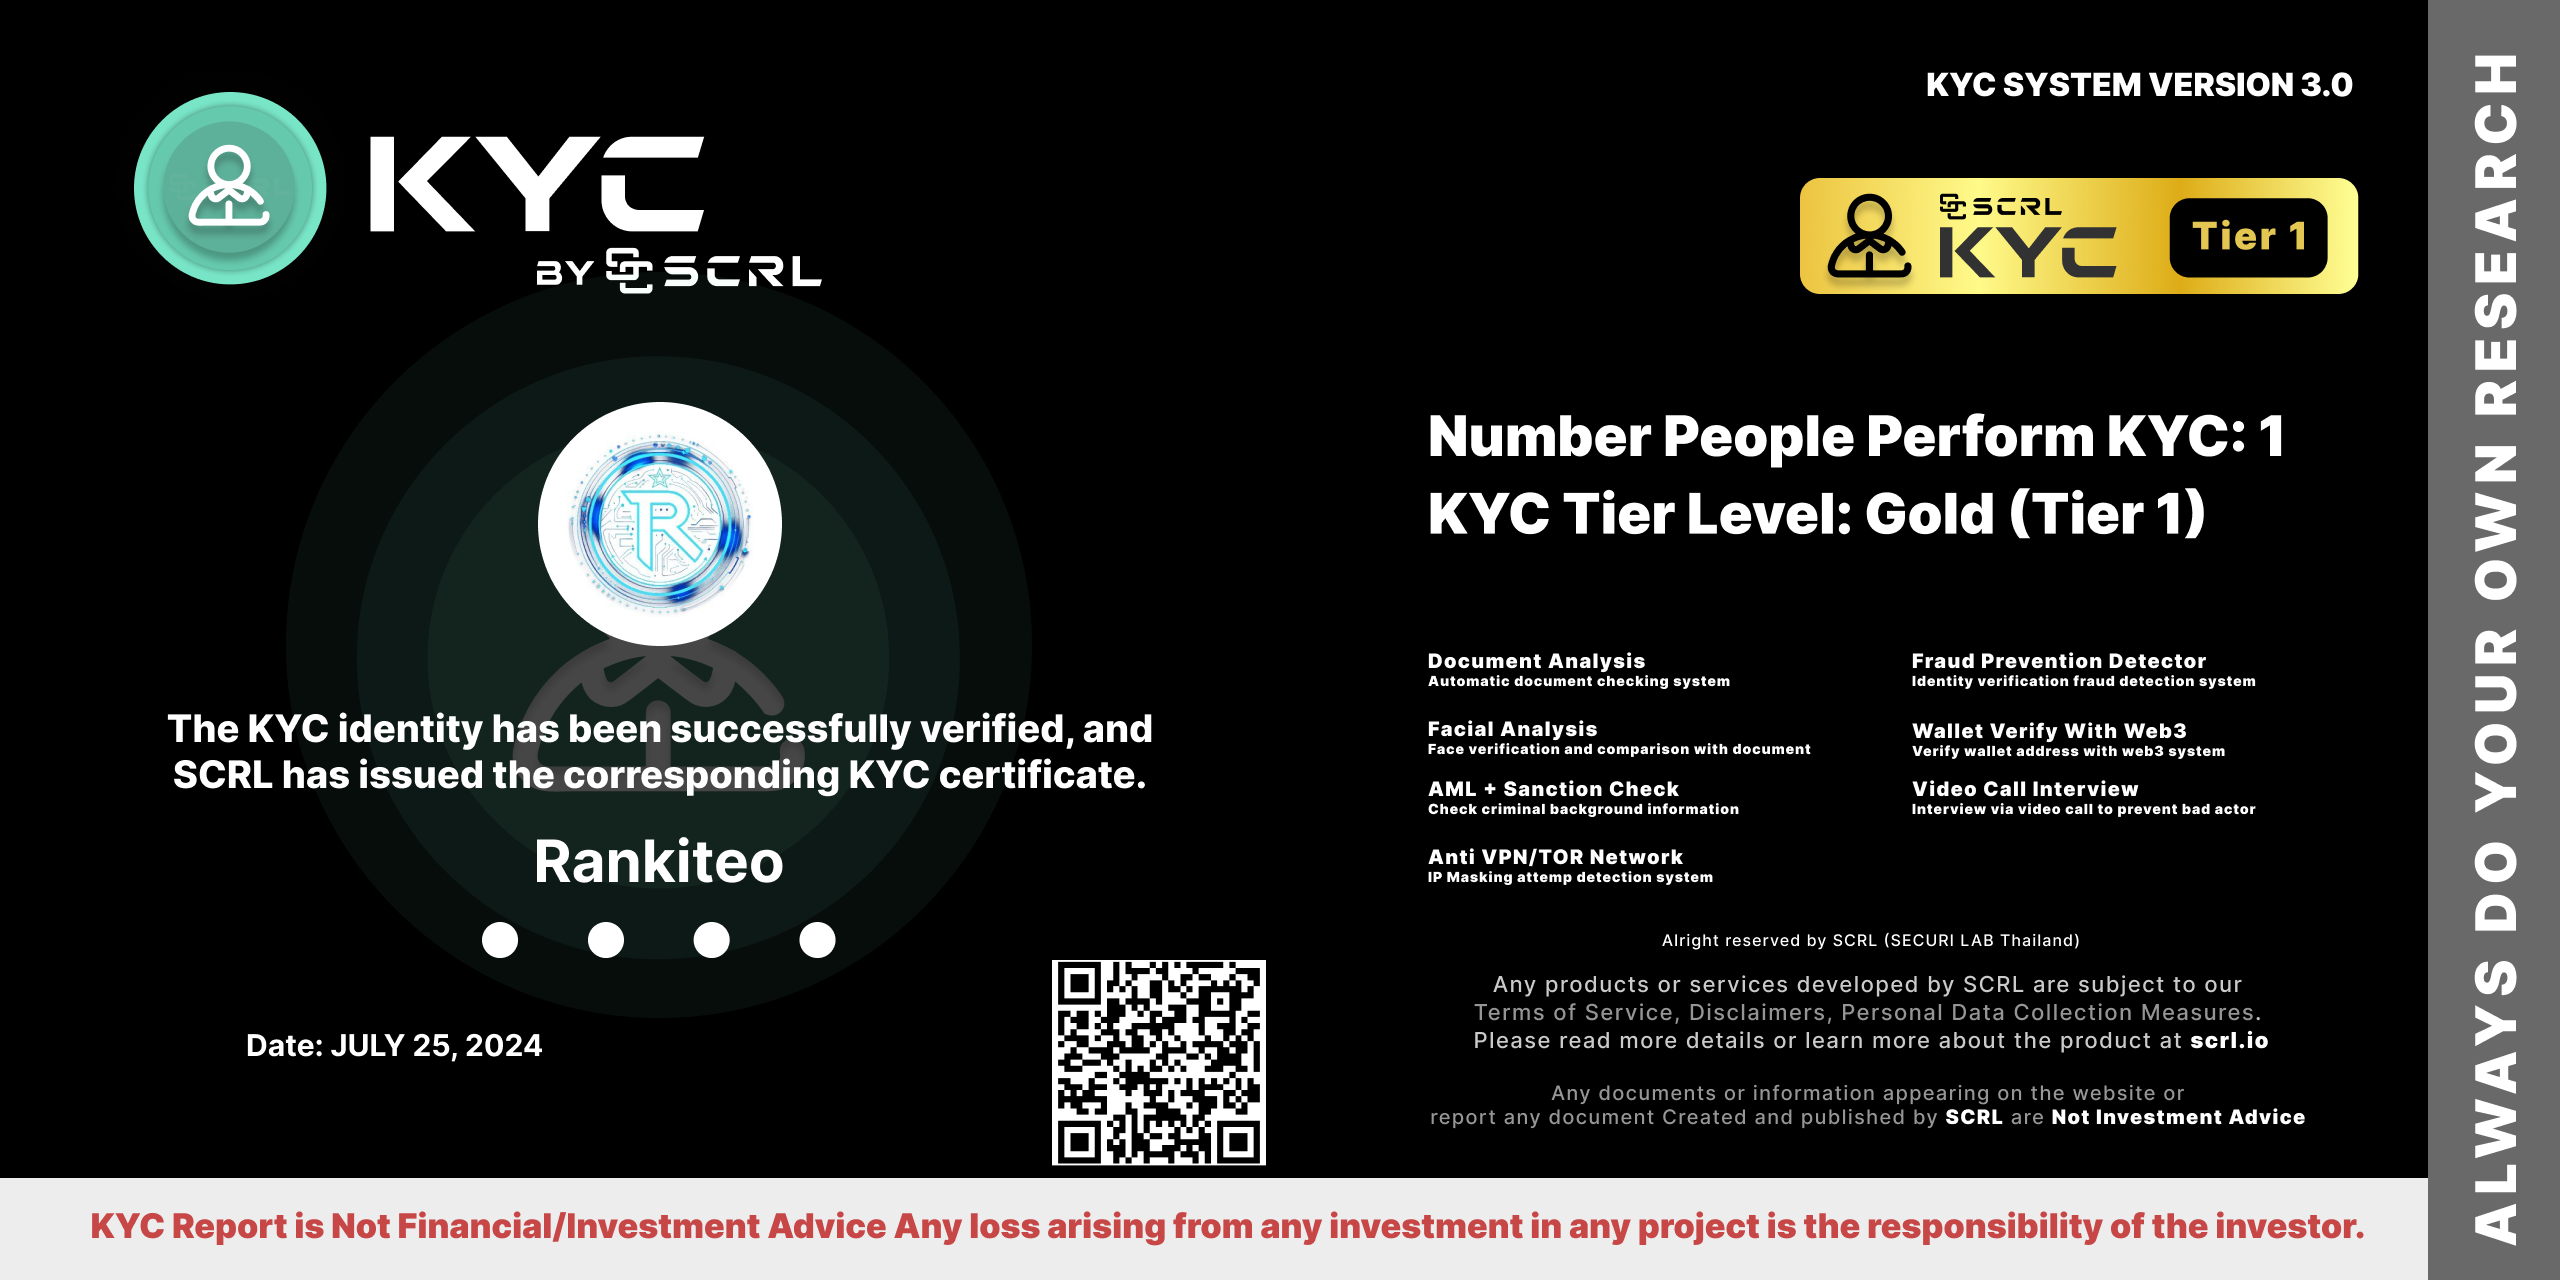 KYC
BY SCRL
KYC SYSTEM VERSION 3.0
SCRL
KYC
Tier 1
R
The KYC identity has been successfully verified, and
SCRL has issued the corresponding KYC certificate.
Rankiteo
Date: JULY 25, 2024
Number People Perform KYC: 1
KYC Tier Level: Gold (Tier 1)
Document Analysis
Automatic document checking system
Facial Analysis
Face verification and comparison with document
AML + Sanction Check
Check criminal background information
Anti VPN/TOR Network
IP Masking attemp detection system
Fraud Prevention Detector
Identity verification fraud detection system
Wallet Verify With Web3
Verify wallet address with web3 system
Video Call Interview
Interview via video call to prevent bad actor
Alright reserved by SCRL (SECURI LAB Thailand)
Any products or services developed by SCRL are subject to our
Terms of Service, Disclaimers, Personal Data Collection Measures.
Please read more details or learn more about the product at scrl.io
Any documents or information appearing on the website or
report any document Created and published by SCRL are Not Investment Advice
KYC Report is Not Financial/Investment Advice Any loss arising from any investment in any project is the responsibility of the investor.
ALWAYS DO YOUR OWN RESEARCH